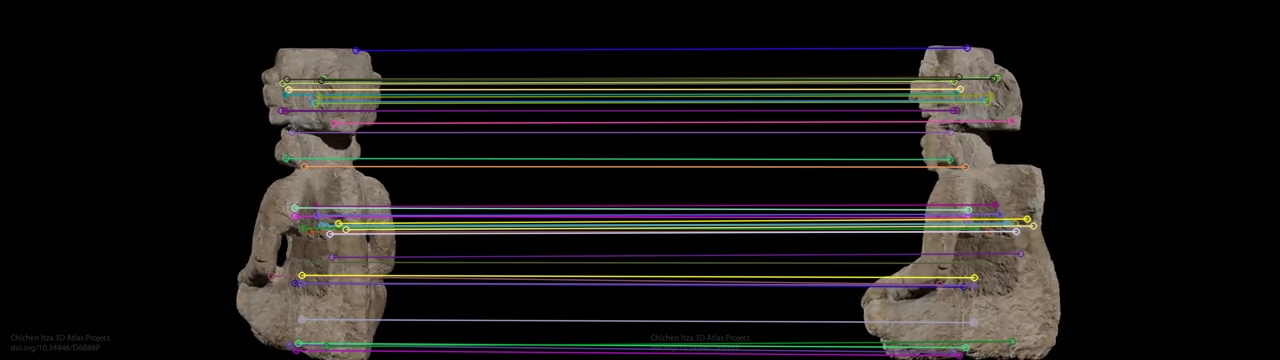 Chichen Itza 3D Atlas Project
doi.org/10.34946/D6888P
Chichen Itza 3D Atlas Project